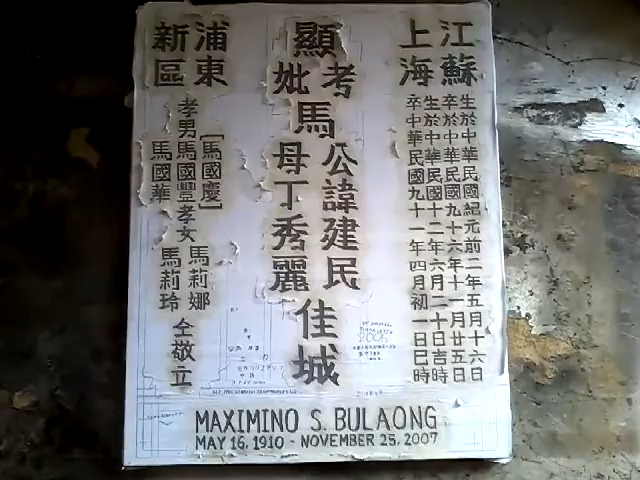 江蘇
上海
生於中華民國紀元前二年五月十六日
卒於中華民國九十六年十一月廿五日
生於中華民國十二年六月二十日吉時
卒中華民國九十一年四月初一日巳時
顯
考
妣
馬
公諱建民
母丁秀麗
佳城
浦東
新區
孝男
[馬國慶]
馬國豐
馬國華
孝女
馬莉娜
馬莉玲
仝敬立
MAXIMINO S. BULAONG
MAY 16, 1910 - NOVEMBER 25, 2007